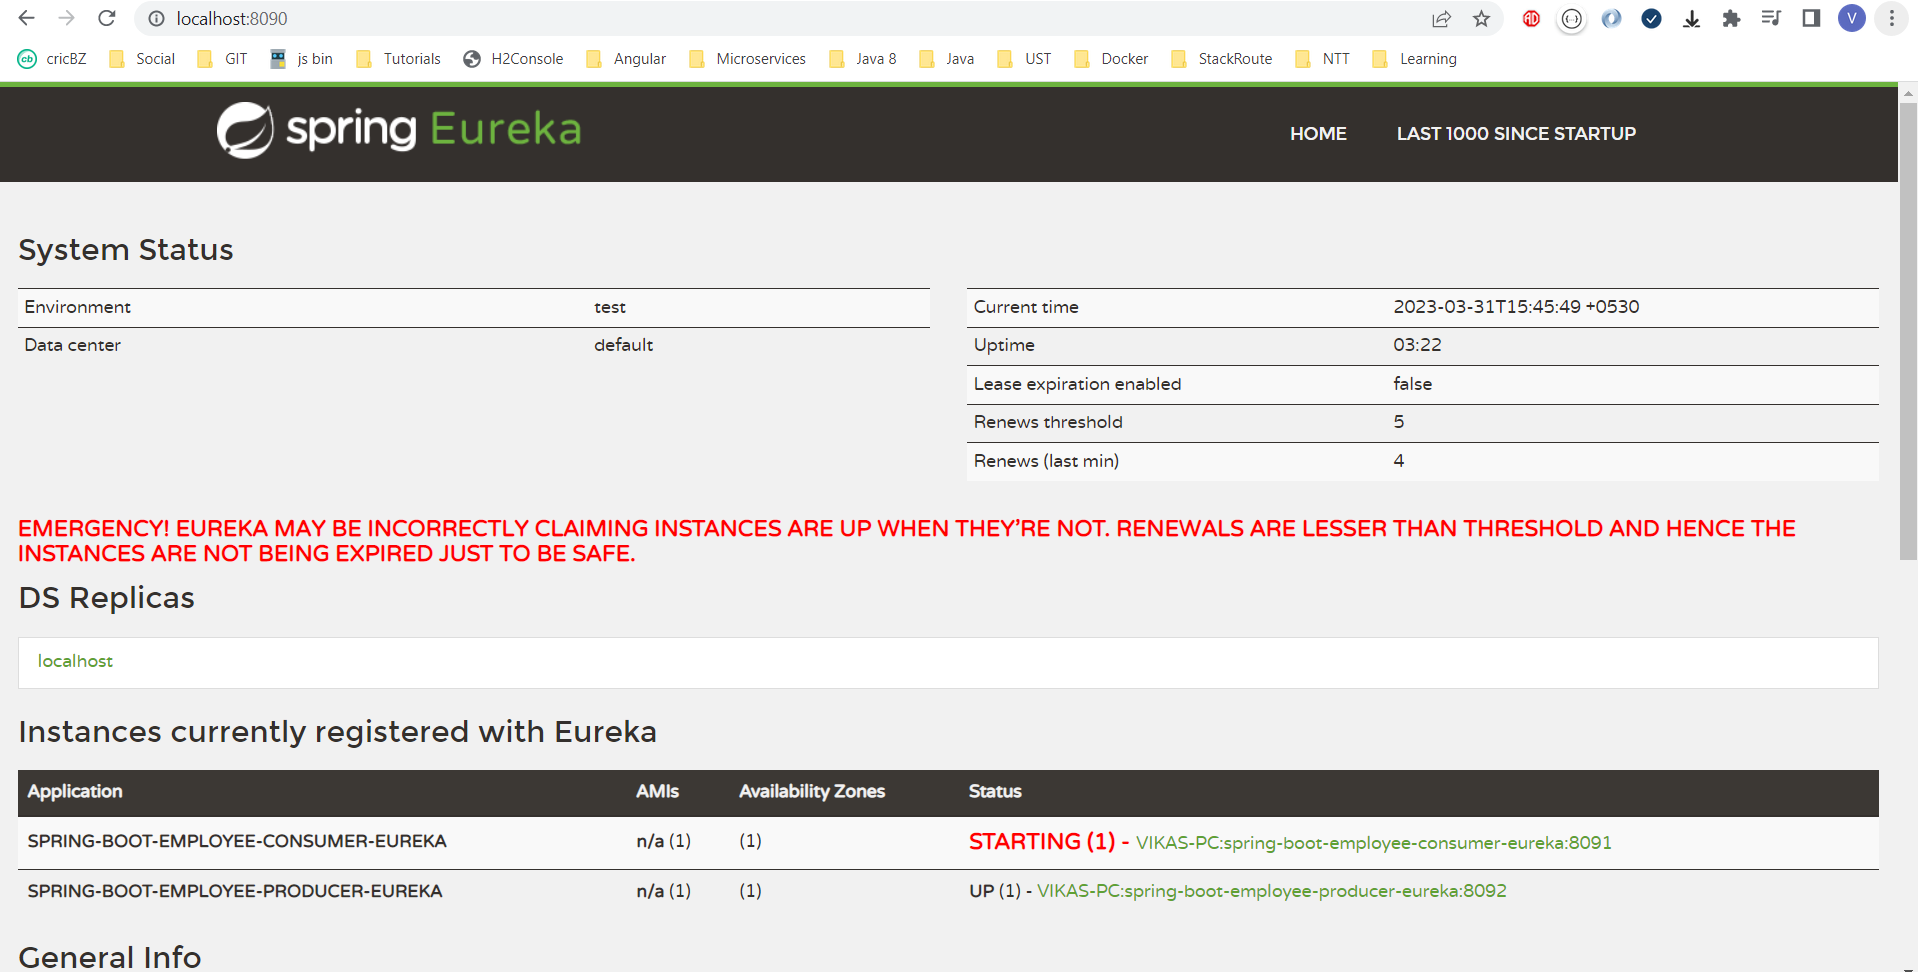 localhost:8090
V
cb cricBZ Social GIT js bin Tutorials H2Console Angular Microservices Java 8 Java UST Docker StackRoute NTT Learning
spring Eureka
HOME LAST 1000 SINCE STARTUP
System Status
Environment test
Data center default
Current time 2023-03-31T15:45:49 +0530
Uptime 03:22
Lease expiration enabled false
Renews threshold 5
Renews (last min) 4
EMERGENCY! EUREKA MAY BE INCORRECTLY CLAIMING INSTANCES ARE UP WHEN THEY'RE NOT. RENEWALS ARE LESSER THAN THRESHOLD AND HENCE THE
INSTANCES ARE NOT BEING EXPIRED JUST TO BE SAFE.
DS Replicas
localhost
Instances currently registered with Eureka
Application AMIs Availability Zones Status
SPRING-BOOT-EMPLOYEE-CONSUMER-EUREKA n/a (1) (1) STARTING (1) - VIKAS-PC:spring-boot-employee-consumer-eureka:8091
SPRING-BOOT-EMPLOYEE-PRODUCER-EUREKA n/a (1) (1) UP (1) - VIKAS-PC:spring-boot-employee-producer-eureka:8092
General Info